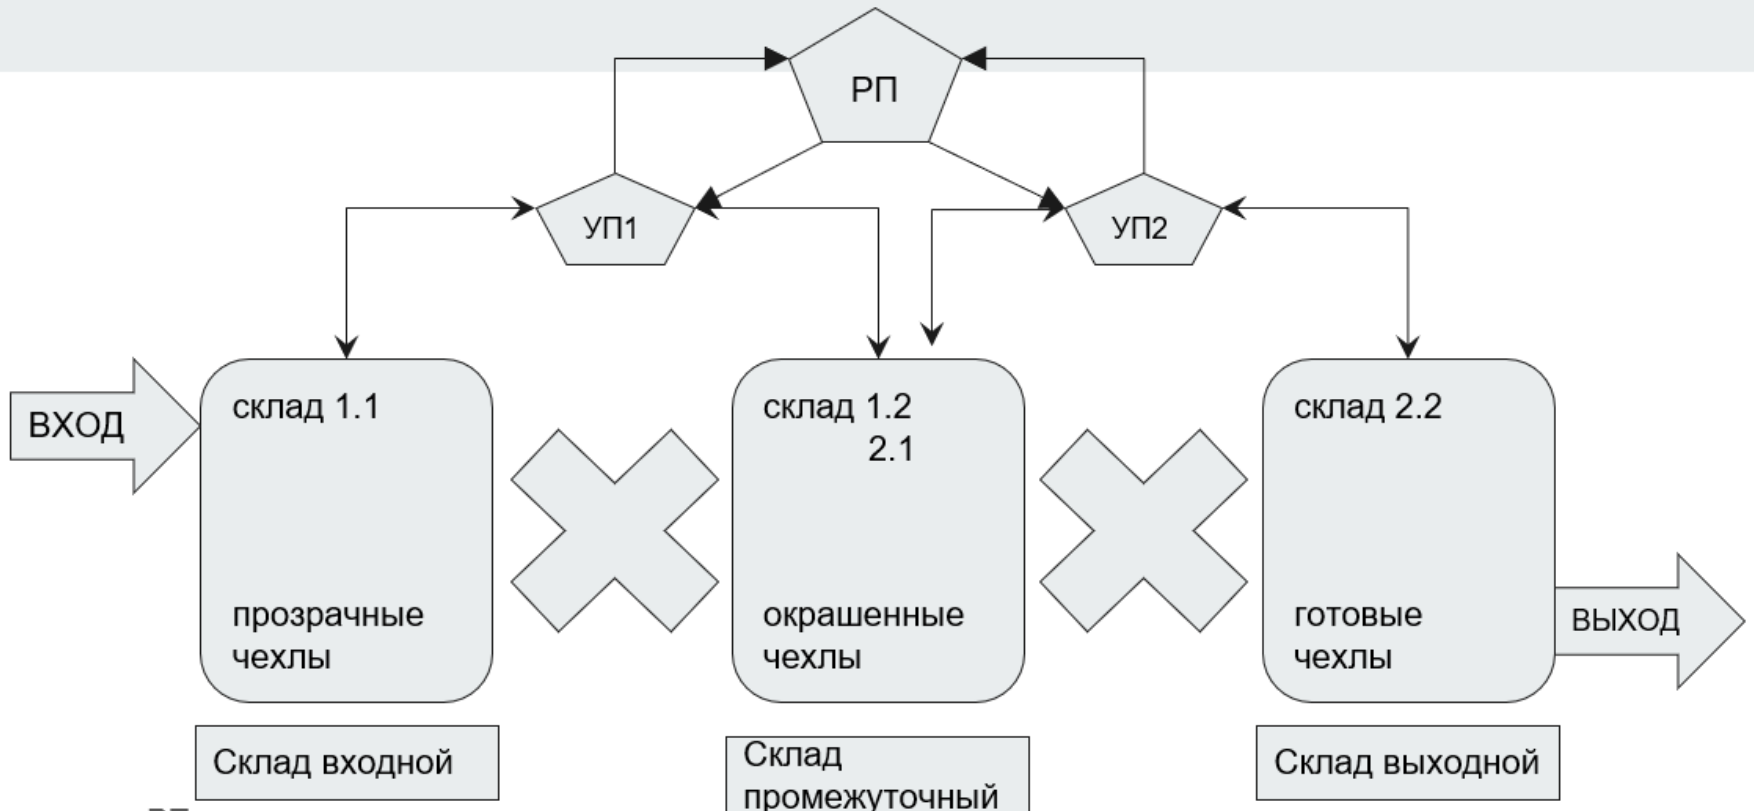 РП
УП1
УП2
ВХОД
склад 1.1
склад 1.2
2.1
склад 2.2
прозрачные
чехлы
окрашенные
чехлы
готовые
чехлы
ВЫХОД
Склад входной
Склад
промежуточный
Склад выходной